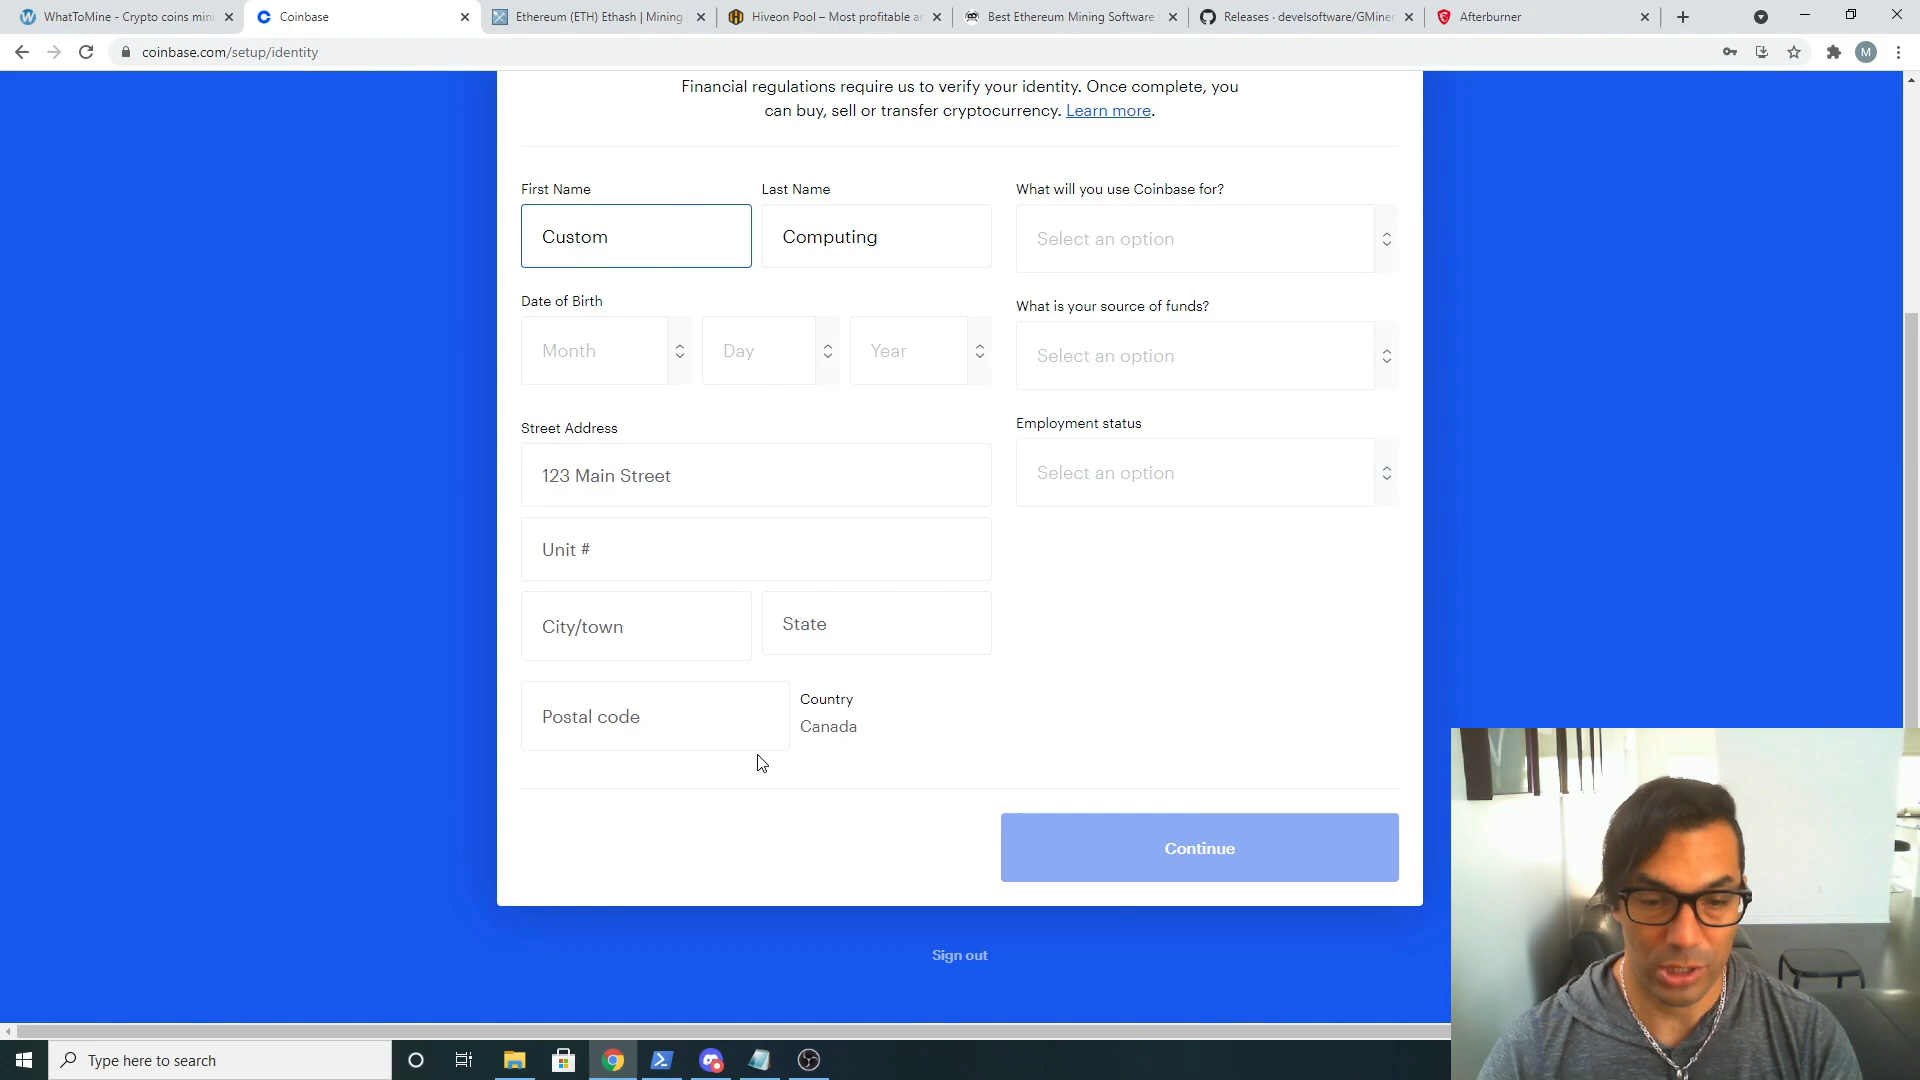 WhatToMine - Crypto coins mini
Coinbase
Ethereum (ETH) Ethash | Mining
Hiveon Pool – Most profitable a
Best Ethereum Mining Software
Releases · develsoftware/GMiner
Afterburner
coinbase.com/setup/identity
M
Financial regulations require us to verify your identity. Once complete, you
can buy, sell or transfer cryptocurrency. Learn more.
First Name
Last Name
What will you use Coinbase for?
Custom
Computing
Select an option
Date of Birth
What is your source of funds?
Month
Day
Year
Select an option
Street Address
Employment status
123 Main Street
Select an option
Unit #
City/town
State
Postal code
Country
Canada
Continue
Sign out
Type here to search